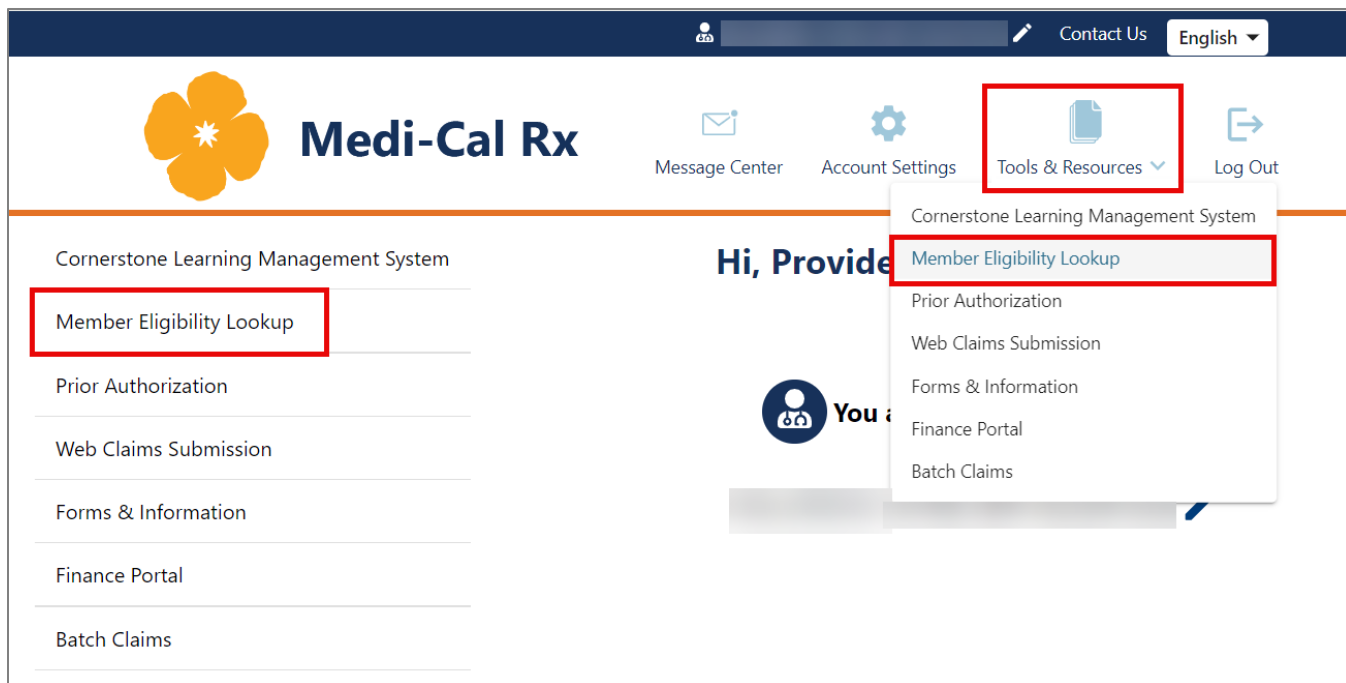 Contact Us
English
Medi-Cal Rx
Message Center
Account Settings
Tools & Resources
Log Out
Cornerstone Learning Management System
Member Eligibility Lookup
Prior Authorization
Web Claims Submission
Forms & Information
Finance Portal
Batch Claims
Cornerstone Learning Management System
Member Eligibility Lookup
Prior Authorization
Web Claims Submission
Forms & Information
Finance Portal
Batch Claims
Hi, Provide
You